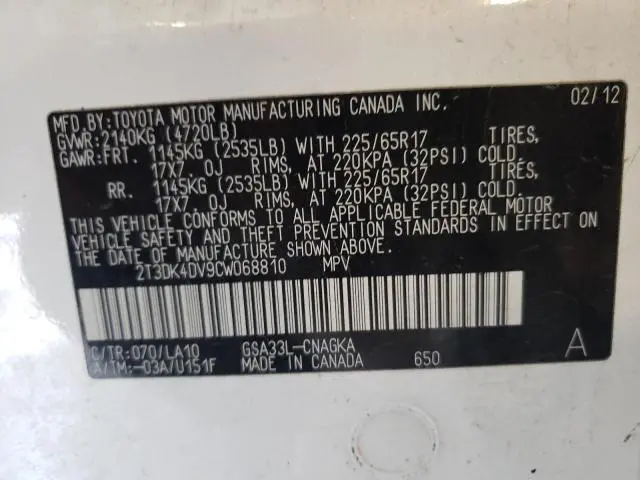 MFD.BY:TOYOTA MOTOR MANUFACTURING CANADA INC. 02/12
GVWR:2140KG (4720LB)
GAWR:FRT. 1145KG (2535LB) WITH 225/65R17 TIRES,
17X7. 0J RIMS, AT 220KPA (32PSI) COLD.
RR. 1145KG (2535LB) WITH 225/65R17 TIRES,
17X7. 0J RIMS, AT 220KPA (32PSI) COLD.
THIS VEHICLE CONFORMS TO ALL APPLICABLE FEDERAL MOTOR
VEHICLE SAFETY AND THEFT PREVENTION STANDARDS IN EFFECT ON
THE DATE OF MANUFACTURE SHOWN ABOVE.
2T3DK4DV9CW068810 MPV
C/TR:070/LA10 GSA33L-CNAGKA
A/TM:-03A/U151F MADE IN CANADA 650 A